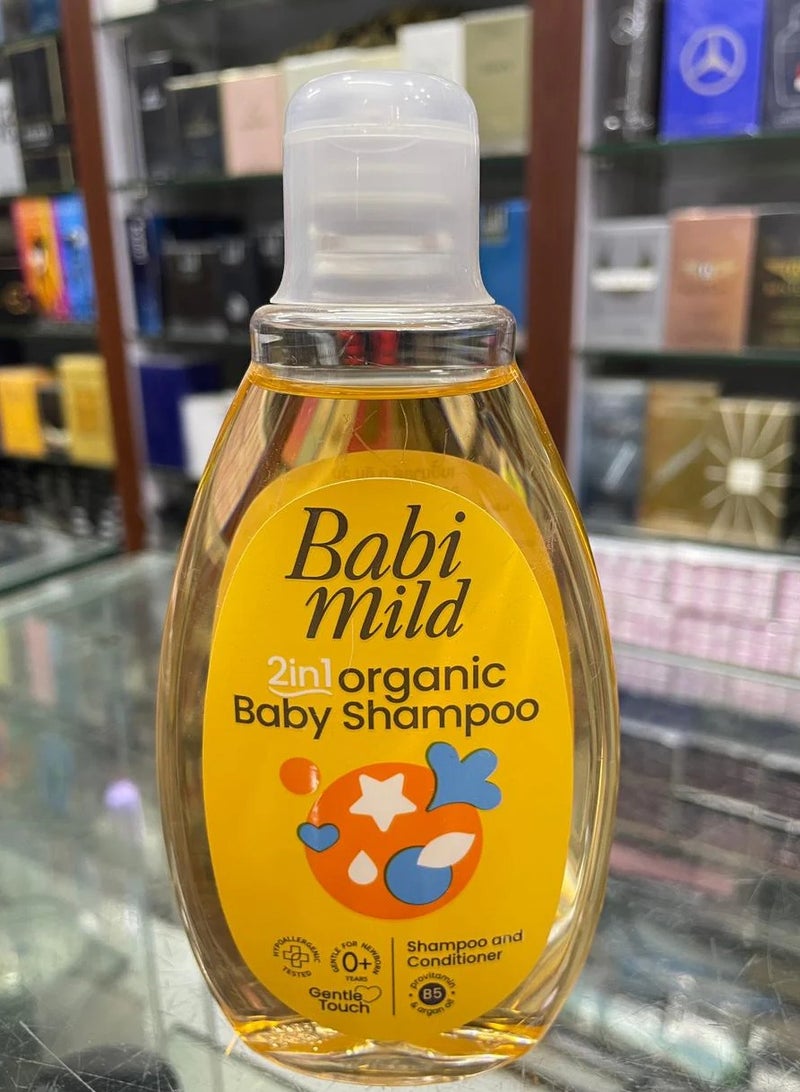 Babi
mild
2in1 organic
Baby Shampoo
HYPOALLERGENIC
TESTED
GENTLE FOR NEWBORN
0+
YEARS
Gentle
Touch
Shampoo and
Conditioner
provitamin
B5
& argan oil